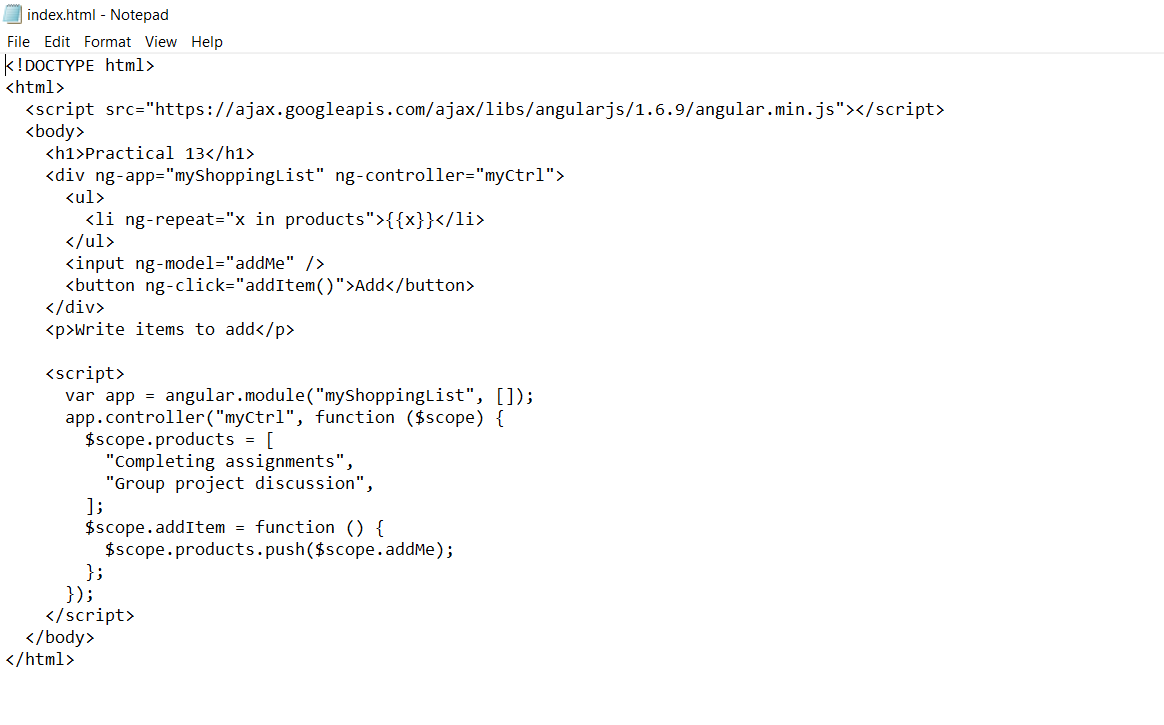 index.html - Notepad
File Edit Format View Help
<!DOCTYPE html>
<html>
  <script src="https://ajax.googleapis.com/ajax/libs/angularjs/1.6.9/angular.min.js"></script>
  <body>
    <h1>Practical 13</h1>
    <div ng-app="myShoppingList" ng-controller="myCtrl">
      <ul>
        <li ng-repeat="x in products">{{x}}</li>
      </ul>
      <input ng-model="addMe" />
      <button ng-click="addItem()">Add</button>
    </div>
    <p>Write items to add</p>

    <script>
      var app = angular.module("myShoppingList", []);
      app.controller("myCtrl", function ($scope) {
        $scope.products = [
          "Completing assignments",
          "Group project discussion",
        ];
        $scope.addItem = function () {
          $scope.products.push($scope.addMe);
        };
      });
    </script>
  </body>
</html>